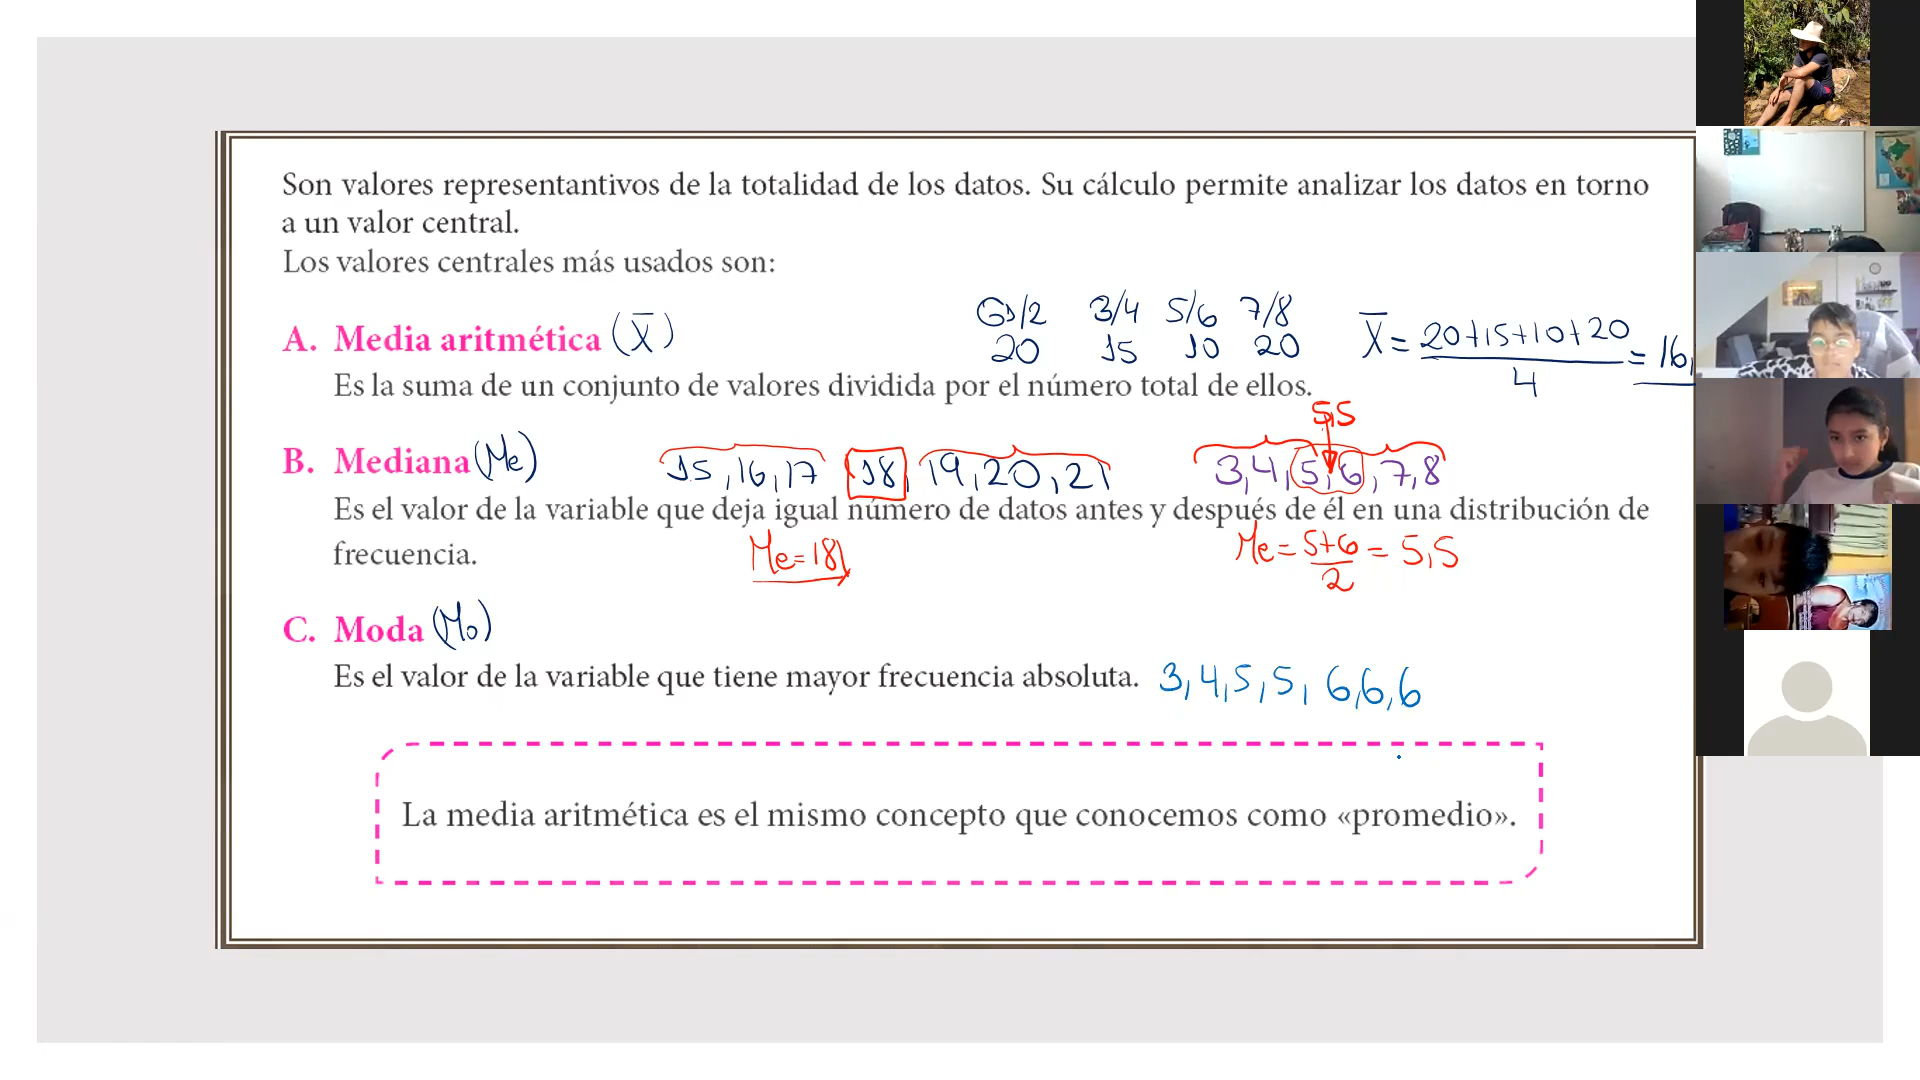 Son valores representantivos de la totalidad de los datos. Su cálculo permite analizar los datos en torno
a un valor central.
Los valores centrales más usados son:
G1/2 3/4 5/6 7/8
A. Media aritmética (X̄) 20 15 10 20 X̄ = 20+15+10+20 / 4 = 16,
Es la suma de un conjunto de valores dividida por el número total de ellos.
5,5
B. Mediana (Me) 15, 16, 17 18, 19, 20, 21 3, 4, 5, 6, 7, 8
Es el valor de la variable que deja igual número de datos antes y después de él en una distribución de
frecuencia. Me = 18 Me = 5+6 / 2 = 5,5
C. Moda (Mo)
Es el valor de la variable que tiene mayor frecuencia absoluta. 3, 4, 5, 5, 6, 6, 6
La media aritmética es el mismo concepto que conocemos como «promedio».